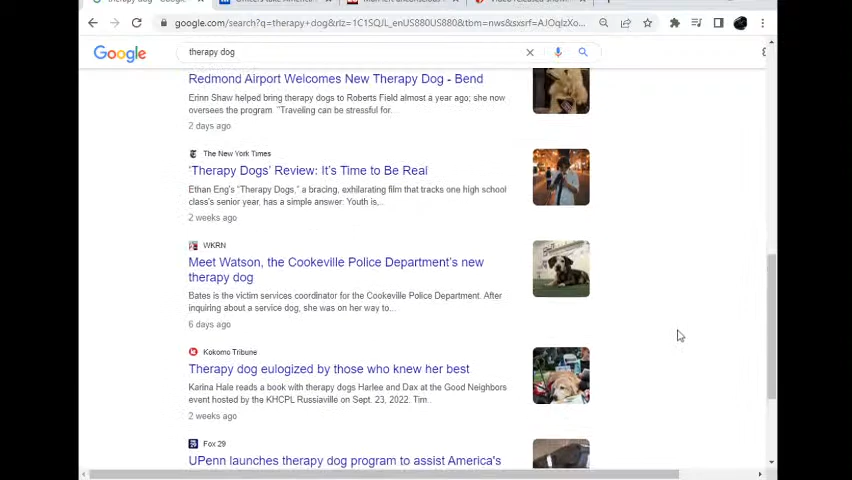 google.com/search?q=therapy+dog&rlz=1C1SQJL_enUS880US880&tbm=nws&sxsrf=AJOqlzXo...
Google
therapy dog
Redmond Airport Welcomes New Therapy Dog - Bend
Erinn Shaw helped bring therapy dogs to Roberts Field almost a year ago; she now
oversees the program "Traveling can be stressful for...
2 days ago
The New York Times
'Therapy Dogs' Review: It's Time to Be Real
Ethan Eng's "Therapy Dogs," a bracing, exhilarating film that tracks one high school
class's senior year, has a simple answer: Youth is,..
2 weeks ago
WKRN
Meet Watson, the Cookeville Police Department's new
therapy dog
Bates is the victim services coordinator for the Cookeville Police Department. After
inquiring about a service dog, she was on her way to...
6 days ago
Kokomo Tribune
Therapy dog eulogized by those who knew her best
Karina Hale reads a book with therapy dogs Harlee and Dax at the Good Neighbors
event hosted by the KHCPL Russiaville on Sept. 23, 2022. Tim..
2 weeks ago
Fox 29
UPenn launches therapy dog program to assist America's